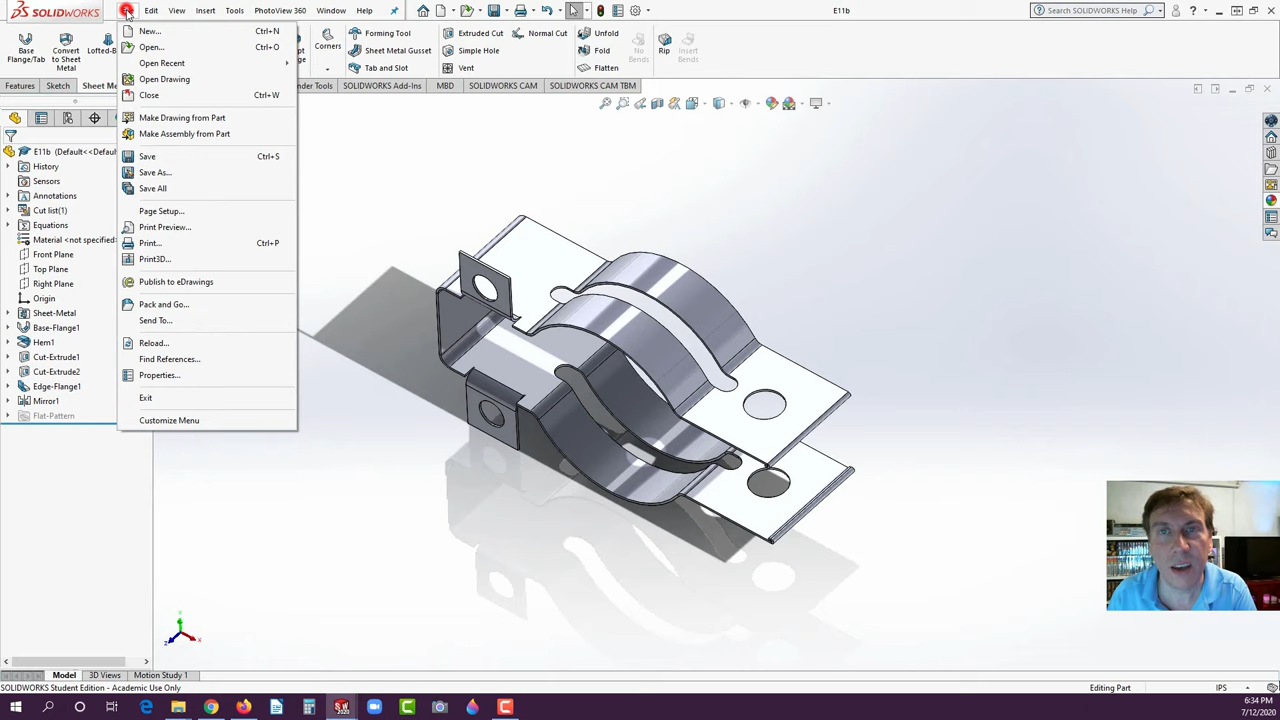 SOLIDWORKS
Edit View Insert Tools PhotoView 360 Window Help
E11b
Search SOLIDWORKS Help
New... Ctrl+N
Open... Ctrl+O
Open Recent
Open Drawing
Close Ctrl+W
Make Drawing from Part
Make Assembly from Part
Save Ctrl+S
Save As...
Save All
Page Setup...
Print Preview...
Print... Ctrl+P
Print3D...
Publish to eDrawings
Pack and Go...
Send To...
Reload...
Find References...
Properties...
Exit
Customize Menu
Base
Flange/Tab
Convert
to Sheet
Metal
Lofted-B
Corners
Forming Tool
Sheet Metal Gusset
Tab and Slot
Extruded Cut
Simple Hole
Vent
Normal Cut
Unfold
Fold
Flatten
No
Bends
Rip
Insert
Bends
Features Sketch Sheet Me
nder Tools SOLIDWORKS Add-Ins MBD SOLIDWORKS CAM SOLIDWORKS CAM TBM
E11b (Default<<Defau
History
Sensors
Annotations
Cut list(1)
Equations
Material <not specified>
Front Plane
Top Plane
Right Plane
Origin
Sheet-Metal
Base-Flange1
Hem1
Cut-Extrude1
Cut-Extrude2
Edge-Flange1
Mirror1
Flat-Pattern
Y
Z X
Model 3D Views Motion Study 1
SOLIDWORKS Student Edition - Academic Use Only
Editing Part
IPS
6:34 PM
7/12/2020